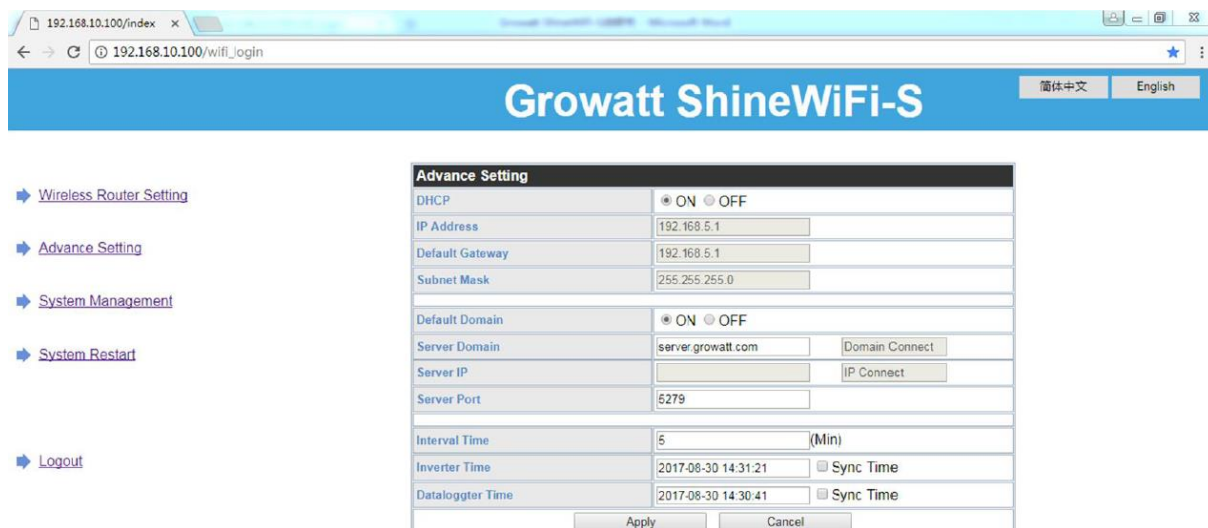 192.168.10.100/index
192.168.10.100/wifi_login
Growatt ShineWiFi-S
简体中文 English
Wireless Router Setting
Advance Setting
System Management
System Restart
Logout
Advance Setting
DHCP ON OFF
IP Address 192.168.5.1
Default Gateway 192.168.5.1
Subnet Mask 255.255.255.0
Default Domain ON OFF
Server Domain server.growatt.com Domain Connect
Server IP IP Connect
Server Port 5279
Interval Time 5 (Min)
Inverter Time 2017-08-30 14:31:21 Sync Time
Dataloggter Time 2017-08-30 14:30:41 Sync Time
Apply Cancel